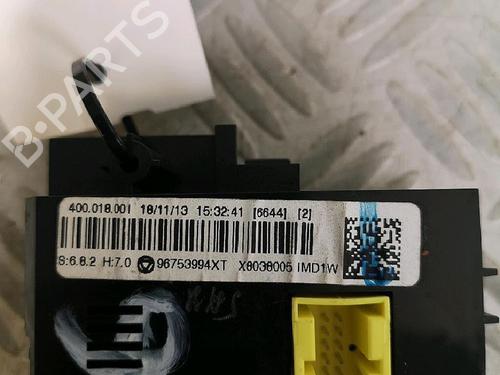 B-PARTS
400.018.001 18/11/13 15:32:41 [6644] [2]
S:6.8.2 H:7.0 96753994XT X8038005 IMD1W